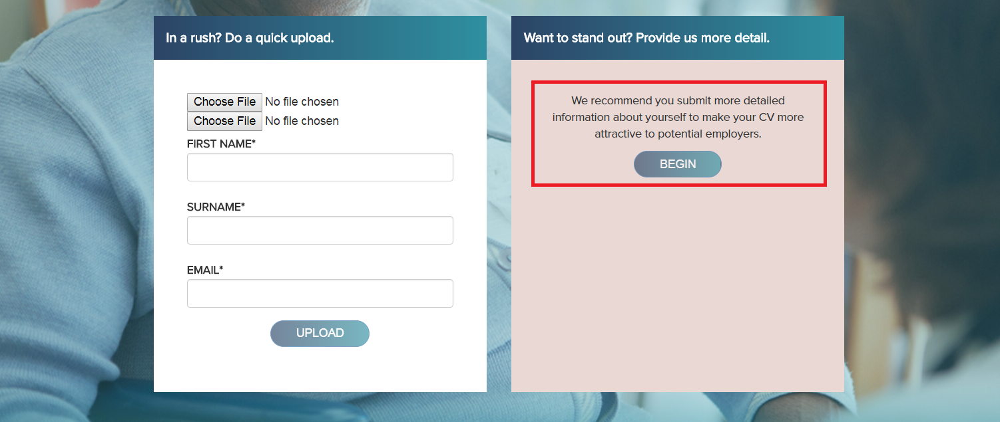 In a rush? Do a quick upload.
Choose File No file chosen
Choose File No file chosen
FIRST NAME*
SURNAME*
EMAIL*
UPLOAD
Want to stand out? Provide us more detail.
We recommend you submit more detailed
information about yourself to make your CV more
attractive to potential employers.
BEGIN